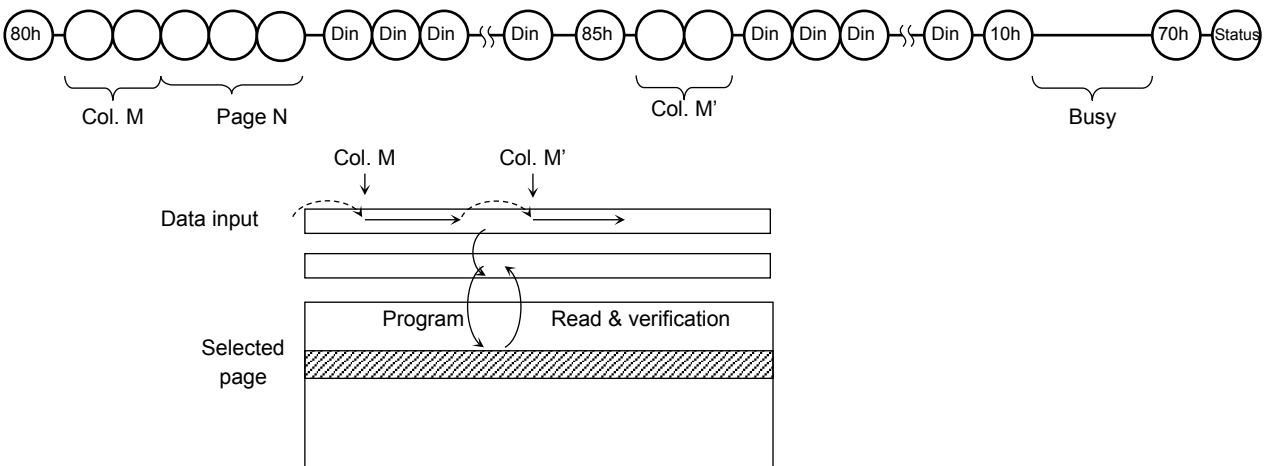 80h Din Din Din Din 85h Din Din Din Din 10h 70h Status
Col. M Page N Col. M’ Busy
Col. M Col. M’
Data input
Program Read & verification
Selected
page